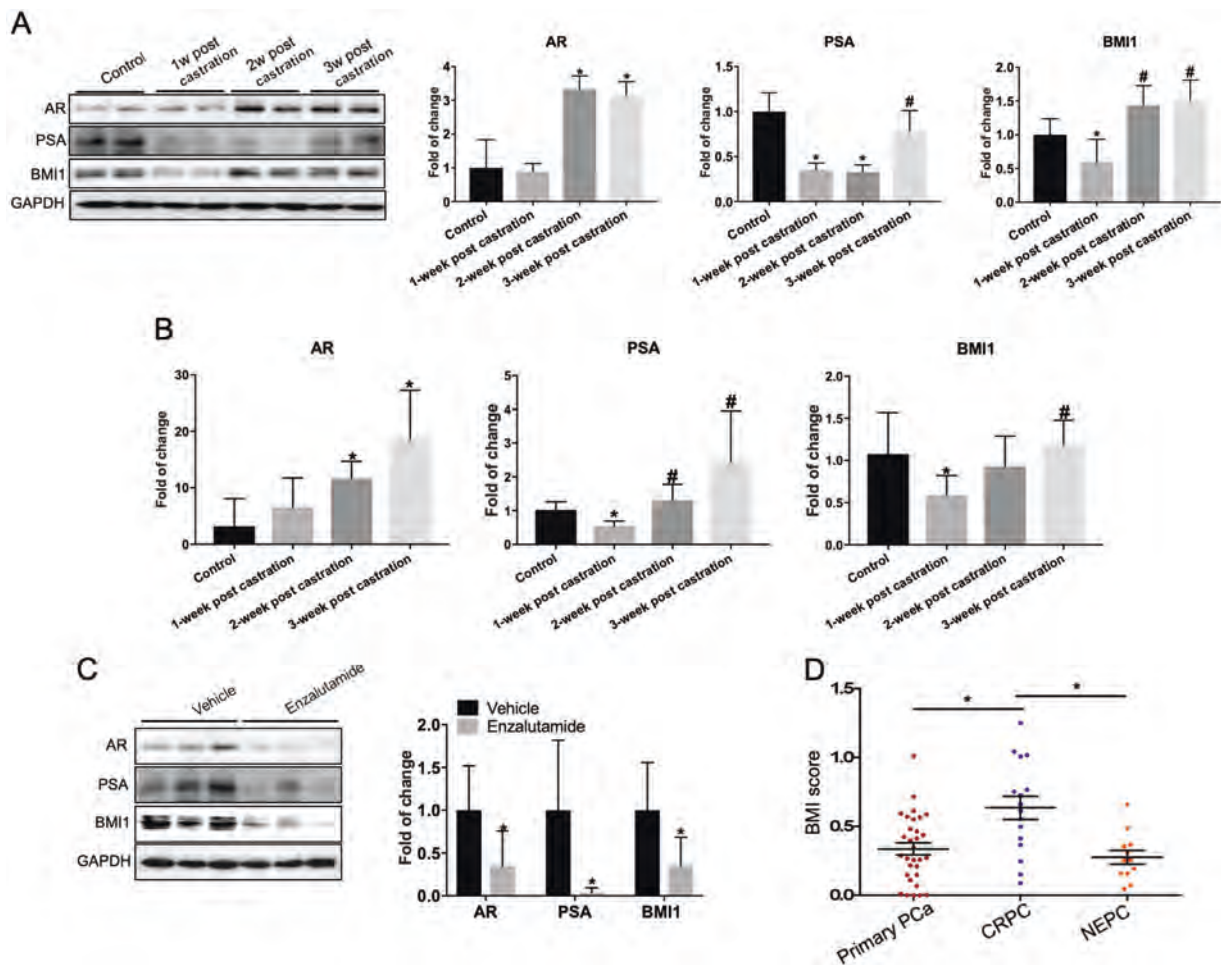 A
Control
1w post castration
2w post castration
3w post castration
AR
PSA
BMI1
GAPDH
AR
Fold of change
4
3
2
1
0
Control
1-week post castration
2-week post castration
3-week post castration
* *
PSA
Fold of change
1.5
1.0
0.5
0.0
Control
1-week post castration
2-week post castration
3-week post castration
* * #
BMI1
Fold of change
2.0
1.5
1.0
0.5
0.0
Control
1-week post castration
2-week post castration
3-week post castration
* # #
B
AR
Fold of change
30
20
10
0
Control
1-week post castration
2-week post castration
3-week post castration
* *
PSA
Fold of change
5
4
3
2
1
0
Control
1-week post castration
2-week post castration
3-week post castration
* # #
BMI1
Fold of change
2.0
1.5
1.0
0.5
0.0
Control
1-week post castration
2-week post castration
3-week post castration
* #
C
Vehicle
Enzalutamide
AR
PSA
BMI1
GAPDH
Vehicle
Enzalutamide
Fold of change
2.0
1.5
1.0
0.5
0.0
* * *
AR PSA BMI1
D
BMI score
1.5
1.0
0.5
0.0
* *
Primary PCa
CRPC
NEPC